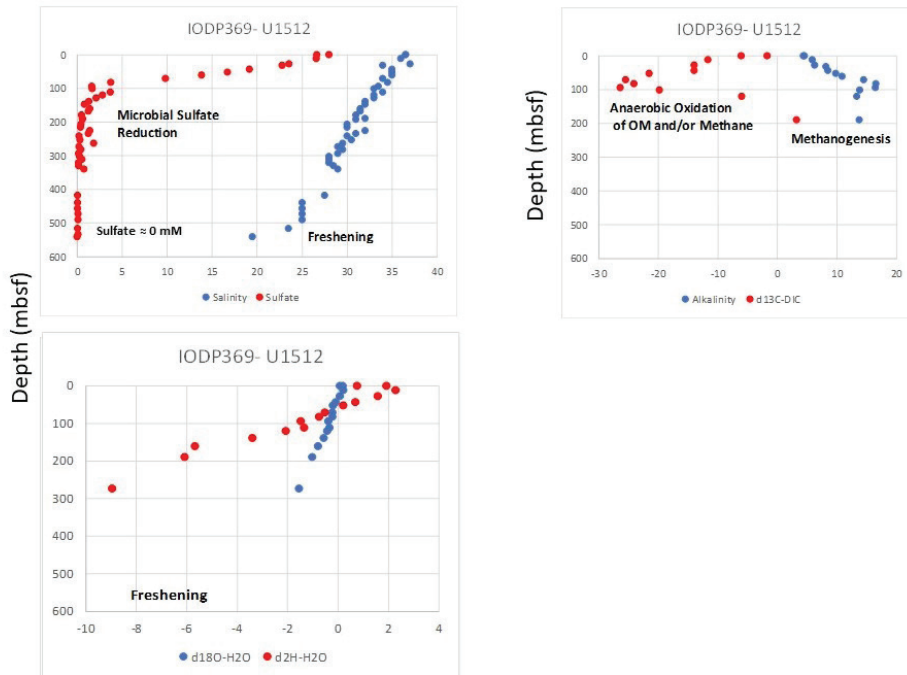 IODP369- U1512
0
100
200
300
400
500
600
Microbial Sulfate
Reduction
Sulfate ≈ 0 mM
Freshening
0 5 10 15 20 25 30 35 40
Salinity Sulfate
Depth (mbsf)
IODP369- U1512
0
100
200
300
400
500
600
Anaerobic Oxidation
of OM and/or Methane
Methanogenesis
-30 -20 -10 0 10 20
Alkalinity d13C-DIC
Depth (mbsf)
IODP369- U1512
0
100
200
300
400
500
600
Freshening
-10 -8 -6 -4 -2 0 2 4
d18O-H2O d2H-H2O